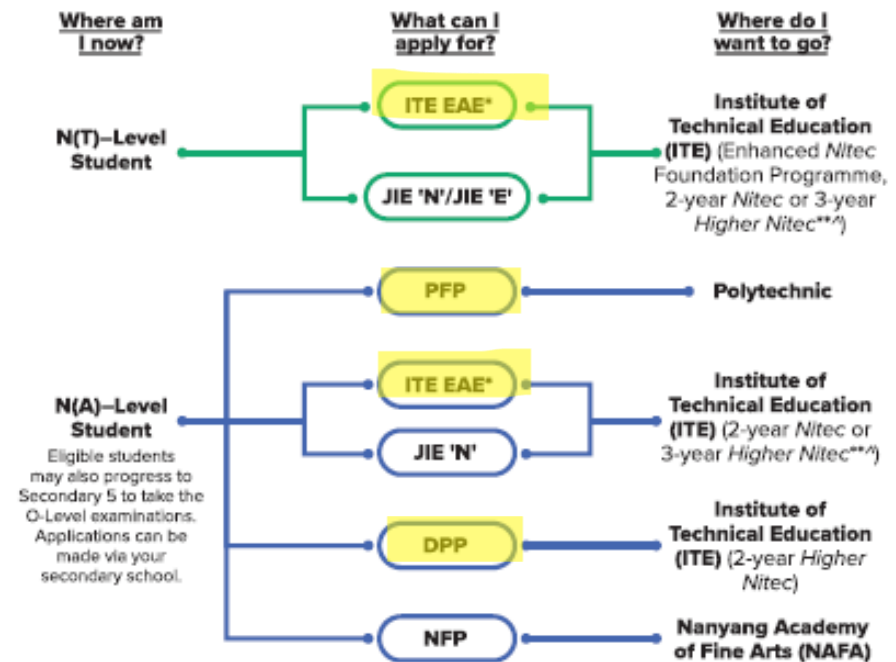 Where am
I now?
What can I
apply for?
Where do I
want to go?
N(T)–Level
Student
ITE EAE*
JIE 'N'/JIE 'E'
Institute of
Technical Education
(ITE) (Enhanced Nitec
Foundation Programme,
2-year Nitec or 3-year
Higher Nitec**^)
PFP
Polytechnic
N(A)–Level
Student
Eligible students
may also progress to
Secondary 5 to take the
O-Level examinations.
Applications can be
made via your
secondary school.
ITE EAE*
JIE 'N'
Institute of
Technical Education
(ITE) (2-year Nitec or
3-year Higher Nitec**^)
DPP
Institute of
Technical Education
(ITE) (2-year Higher
Nitec)
NFP
Nanyang Academy
of Fine Arts (NAFA)